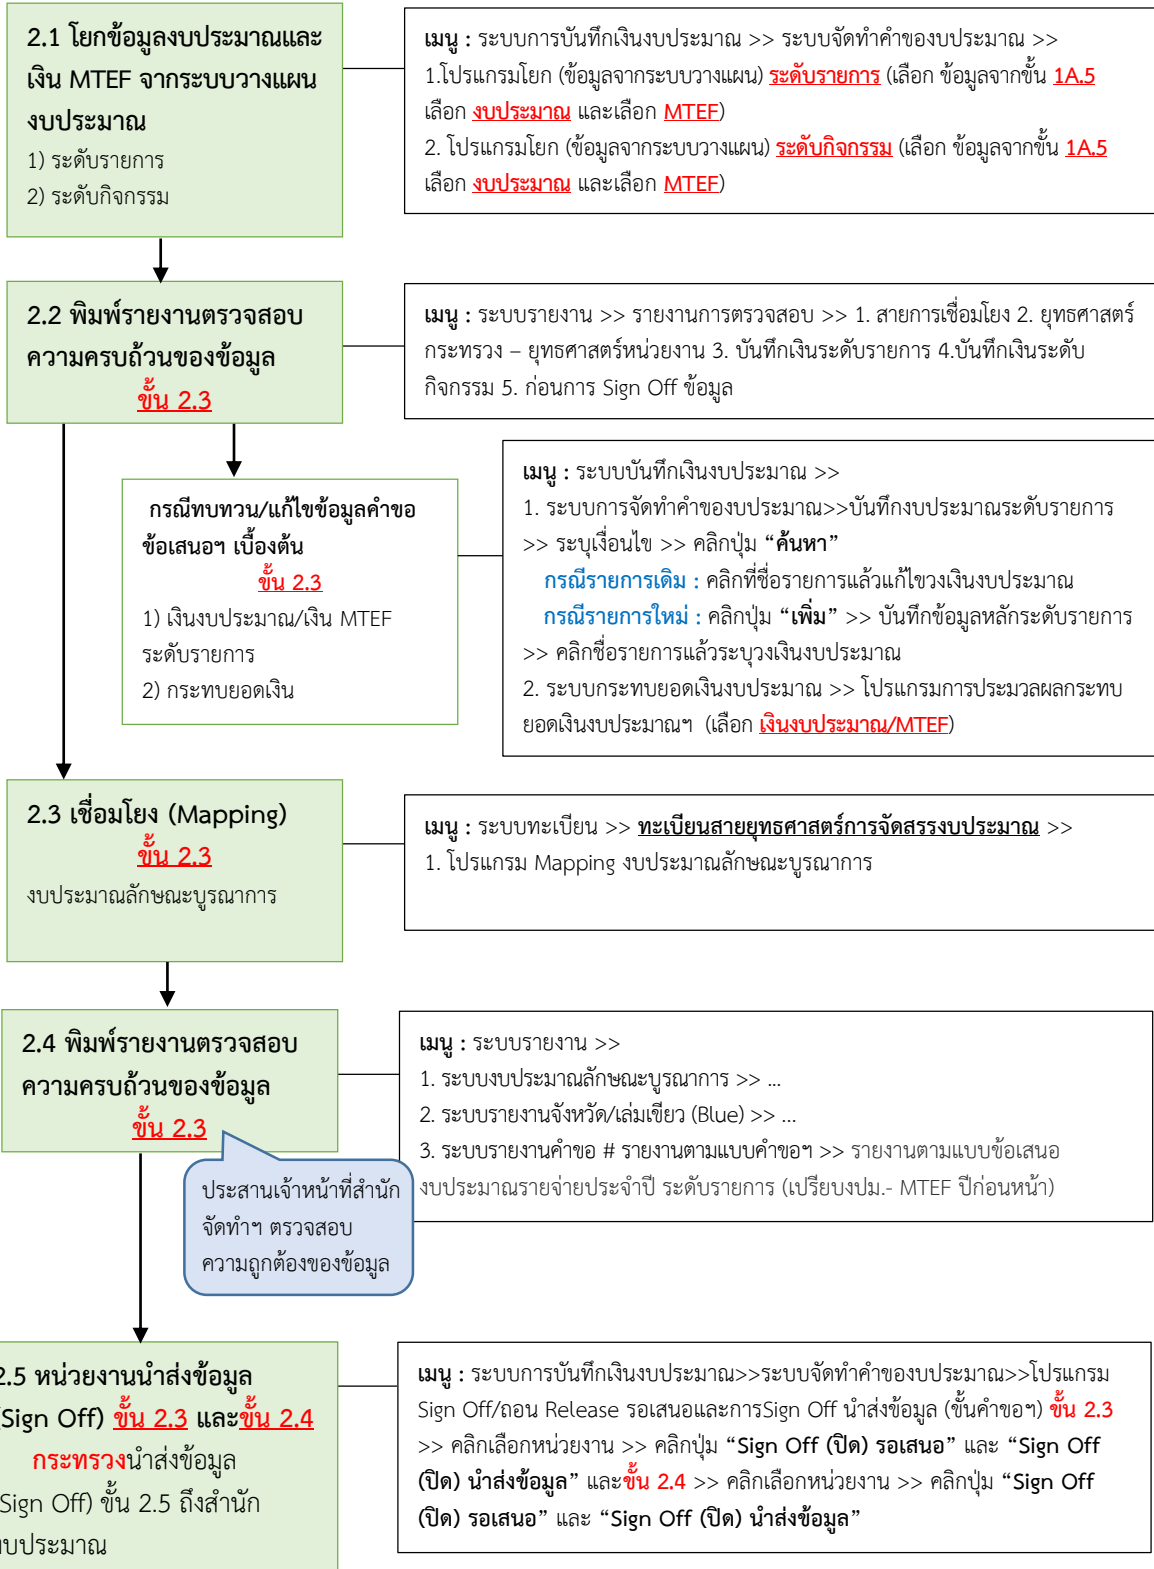 2.1 โยกข้อมูลงบประมาณและ
เงิน MTEF จากระบบวางแผน
งบประมาณ
1) ระดับรายการ
2) ระดับกิจกรรม
เมนู : ระบบการบันทึกเงินงบประมาณ >> ระบบจัดทำคำของบประมาณ >>
1.โปรแกรมโยก (ข้อมูลจากระบบวางแผน) ระดับรายการ (เลือก ข้อมูลจากขั้น 1A.5
เลือก งบประมาณ และเลือก MTEF)
2. โปรแกรมโยก (ข้อมูลจากระบบวางแผน) ระดับกิจกรรม (เลือก ข้อมูลจากขั้น 1A.5
เลือก งบประมาณ และเลือก MTEF)
2.2 พิมพ์รายงานตรวจสอบ
ความครบถ้วนของข้อมูล
ขั้น 2.3
เมนู : ระบบรายงาน >> รายงานการตรวจสอบ >> 1. สายการเชื่อมโยง 2. ยุทธศาสตร์
กระทรวง – ยุทธศาสตร์หน่วยงาน 3. บันทึกเงินระดับรายการ 4.บันทึกเงินระดับ
กิจกรรม 5. ก่อนการ Sign Off ข้อมูล
กรณีทบทวน/แก้ไขข้อมูลคำขอ
ข้อเสนอฯ เบื้องต้น
ขั้น 2.3
1) เงินงบประมาณ/เงิน MTEF
ระดับรายการ
2) กระทบยอดเงิน
เมนู : ระบบบันทึกเงินงบประมาณ >>
1. ระบบการจัดทำคำของบประมาณ>>บันทึกงบประมาณระดับรายการ
>> ระบุเงื่อนไข >> คลิกปุ่ม “ค้นหา”
กรณีรายการเดิม : คลิกที่ชื่อรายการแล้วแก้ไขวงเงินงบประมาณ
กรณีรายการใหม่ : คลิกปุ่ม “เพิ่ม” >> บันทึกข้อมูลหลักระดับรายการ
>> คลิกชื่อรายการแล้วระบุวงเงินงบประมาณ
2. ระบบกระทบยอดเงินงบประมาณ >> โปรแกรมการประมวลผลกระทบ
ยอดเงินงบประมาณฯ (เลือก เงินงบประมาณ/MTEF)
2.3 เชื่อมโยง (Mapping)
ขั้น 2.3
งบประมาณลักษณะบูรณาการ
เมนู : ระบบทะเบียน >> ทะเบียนสายยุทธศาสตร์การจัดสรรงบประมาณ >>
1. โปรแกรม Mapping งบประมาณลักษณะบูรณาการ
2.4 พิมพ์รายงานตรวจสอบ
ความครบถ้วนของข้อมูล
ขั้น 2.3
เมนู : ระบบรายงาน >>
1. ระบบงบประมาณลักษณะบูรณาการ >> ...
2. ระบบรายงานจังหวัด/เล่มเขียว (Blue) >> ...
3. ระบบรายงานคำขอ # รายงานตามแบบคำขอฯ >> รายงานตามแบบข้อเสนอ
งบประมาณรายจ่ายประจำปี ระดับรายการ (เปรียบงปม.- MTEF ปีก่อนหน้า)
ประสานเจ้าหน้าที่สำนัก
จัดทำฯ ตรวจสอบ
ความถูกต้องของข้อมูล
2.5 หน่วยงานนำส่งข้อมูล
(Sign Off) ขั้น 2.3 และขั้น 2.4
กระทรวงนำส่งข้อมูล
(Sign Off) ขั้น 2.5 ถึงสำนัก
งบประมาณ
เมนู : ระบบการบันทึกเงินงบประมาณ>>ระบบจัดทำคำของบประมาณ>>โปรแกรม
Sign Off/ถอน Release รอเสนอและการSign Off นำส่งข้อมูล (ขั้นคำขอฯ) ขั้น 2.3
>> คลิกเลือกหน่วยงาน >> คลิกปุ่ม “Sign Off (ปิด) รอเสนอ” และ “Sign Off
(ปิด) นำส่งข้อมูล” และขั้น 2.4 >> คลิกเลือกหน่วยงาน >> คลิกปุ่ม “Sign Off
(ปิด) รอเสนอ” และ “Sign Off (ปิด) นำส่งข้อมูล”